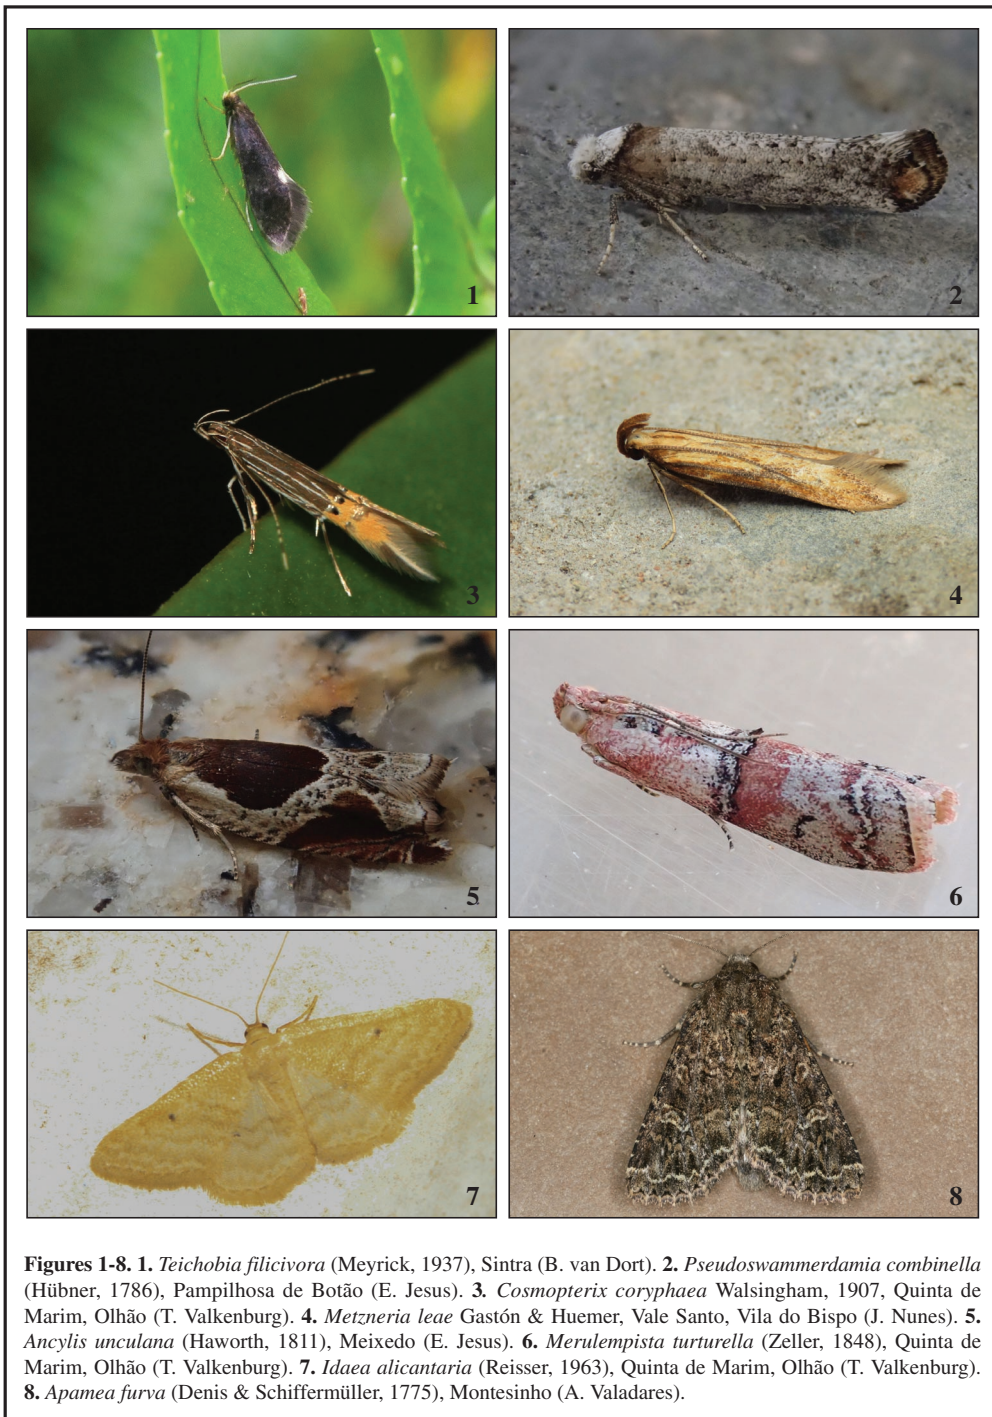 1
2
3
4
5
6
7
8
Figures 1-8. 1. Teichobia filicivora (Meyrick, 1937), Sintra (B. van Dort). 2. Pseudoswammerdamia combinella
(Hübner, 1786), Pampilhosa de Botão (E. Jesus). 3. Cosmopterix coryphaea Walsingham, 1907, Quinta de
Marim, Olhão (T. Valkenburg). 4. Metzneria leae Gastón & Huemer, Vale Santo, Vila do Bispo (J. Nunes). 5.
Ancylis unculana (Haworth, 1811), Meixedo (E. Jesus). 6. Merulempista turturella (Zeller, 1848), Quinta de
Marim, Olhão (T. Valkenburg). 7. Idaea alicantaria (Reisser, 1963), Quinta de Marim, Olhão (T. Valkenburg).
8. Apamea furva (Denis & Schiffermüller, 1775), Montesinho (A. Valadares).